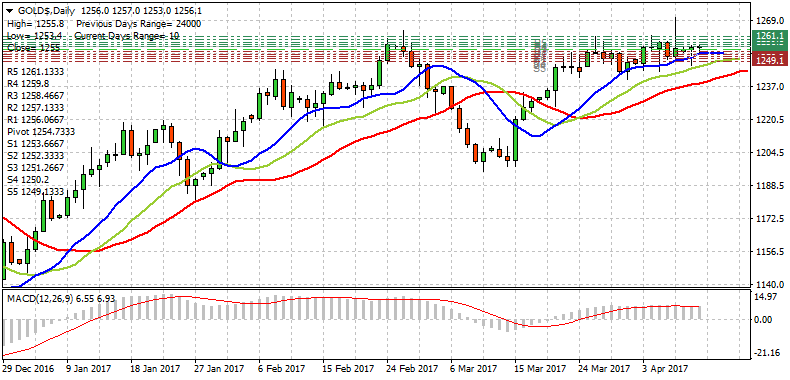 GOLD$,Daily 1256.0 1257.0 1253.0 1256.1
High= 1255.8 Previous Days Range= 24000
Low= 1253.4 Current Days Range= 10
Close= 1255
R5 1261.1333
R4 1259.8
R3 1258.4667
R2 1257.1333
R1 1256.0667
Pivot 1254.7333
S1 1253.6667
S2 1252.3333
S3 1251.2667
S4 1250.2
S5 1249.1333
1269.0
1261.1
1249.1
1237.0
1220.5
1204.5
1188.5
1172.5
1156.5
1140.0
MACD(12,26,9) 6.55 6.93
14.97
0.00
-21.16
29 Dec 2016 9 Jan 2017 18 Jan 2017 27 Jan 2017 6 Feb 2017 15 Feb 2017 24 Feb 2017 6 Mar 2017 15 Mar 2017 24 Mar 2017 3 Apr 2017